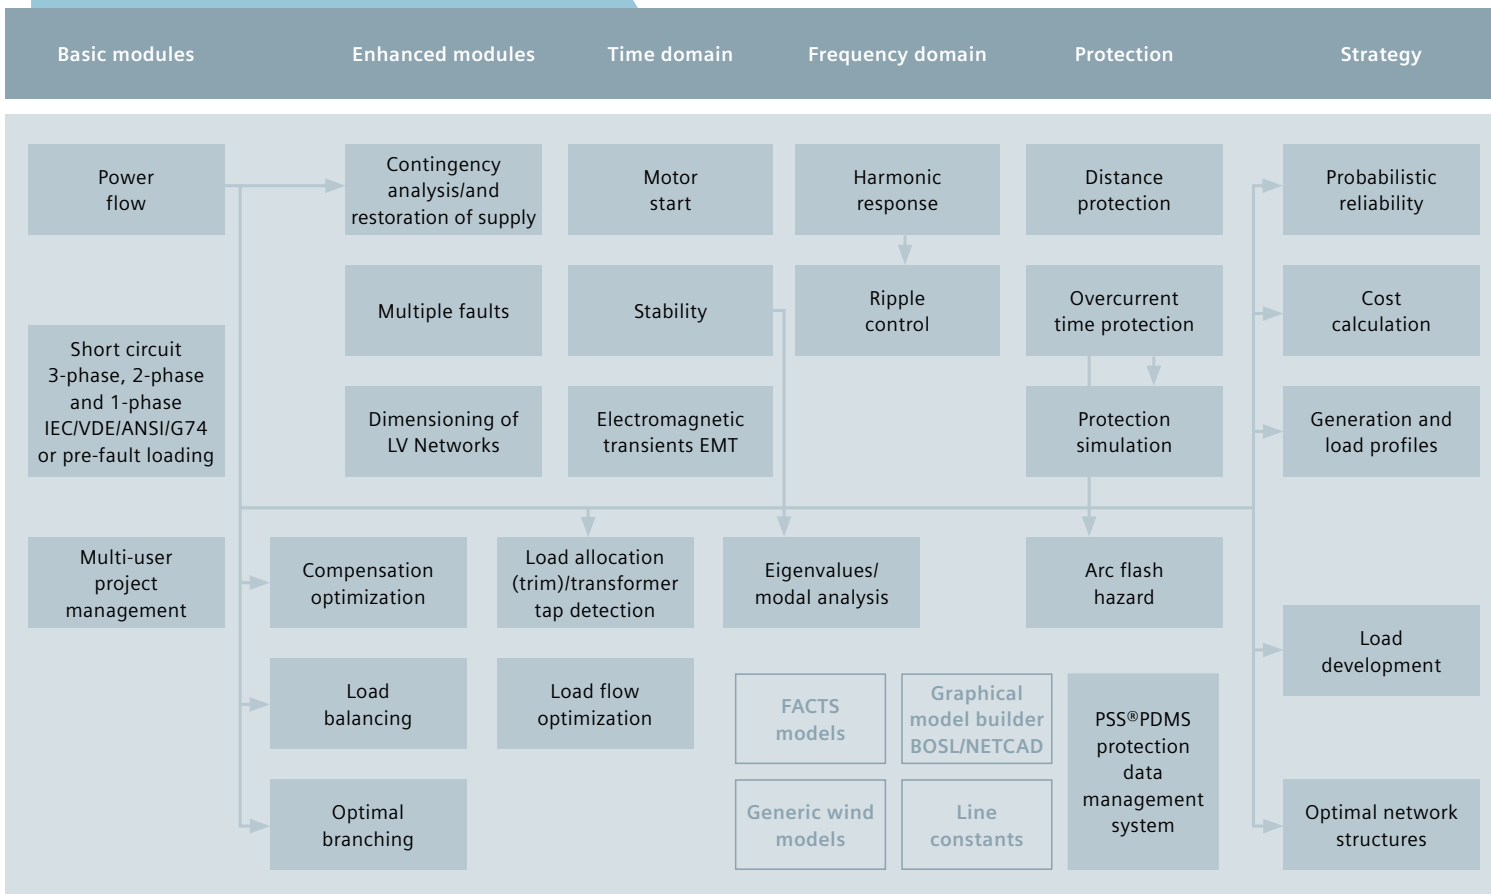 Basic modules
Enhanced modules
Time domain
Frequency domain
Protection
Strategy
Power
flow
Contingency
analysis/and
restoration of supply
Motor
start
Harmonic
response
Distance
protection
Probabilistic
reliability
Multiple faults
Stability
Ripple
control
Overcurrent
time protection
Cost
calculation
Short circuit
3-phase, 2-phase
and 1-phase
IEC/VDE/ANSI/G74
or pre-fault loading
Dimensioning of
LV Networks
Electromagnetic
transients EMT
Protection
simulation
Generation and
load profiles
Multi-user
project
management
Compensation
optimization
Load allocation
(trim)/transformer
tap detection
Eigenvalues/
modal analysis
Arc flash
hazard
Load
development
Load
balancing
Load flow
optimization
FACTS
models
Graphical
model builder
BOSL/NETCAD
PSS®PDMS
protection
data
management
system
Optimal
branching
Generic wind
models
Line
constants
Optimal network
structures